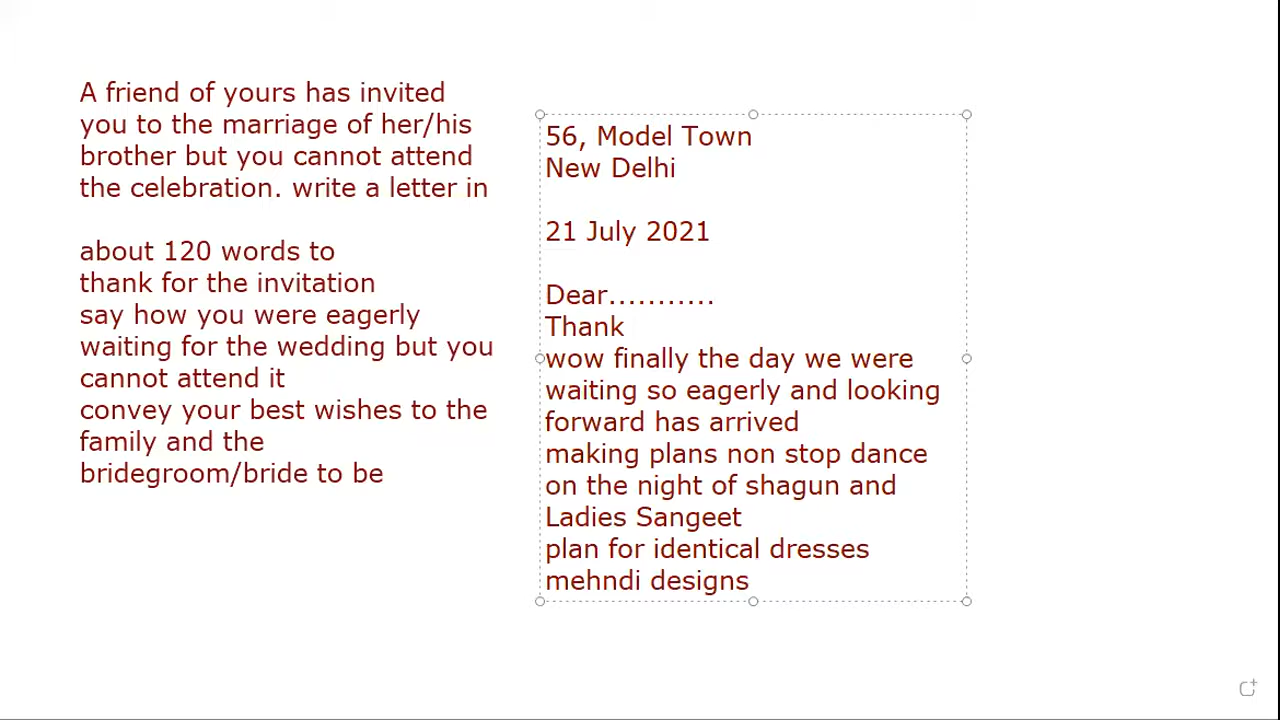 A friend of yours has invited
you to the marriage of her/his
brother but you cannot attend
the celebration. write a letter in
about 120 words to
thank for the invitation
say how you were eagerly
waiting for the wedding but you
cannot attend it
convey your best wishes to the
family and the
bridegroom/bride to be
56, Model Town
New Delhi
21 July 2021
Dear...........
Thank
wow finally the day we were
waiting so eagerly and looking
forward has arrived
making plans non stop dance
on the night of shagun and
Ladies Sangeet
plan for identical dresses
mehndi designs